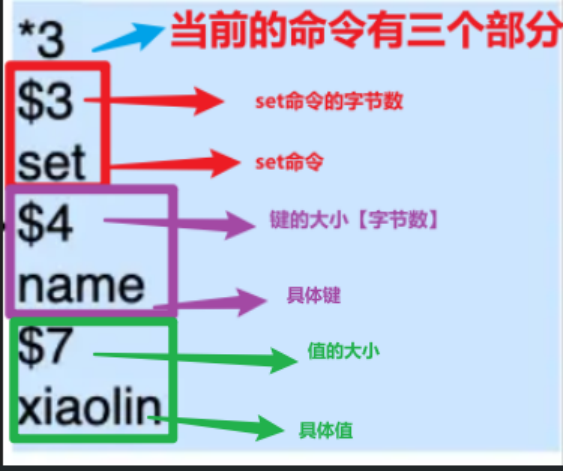 *3 当前的命令有三个部分
$3 set命令的字节数
set set命令
$4 键的大小【字节数】
name 具体键
$7 值的大小
xiaolin 具体值